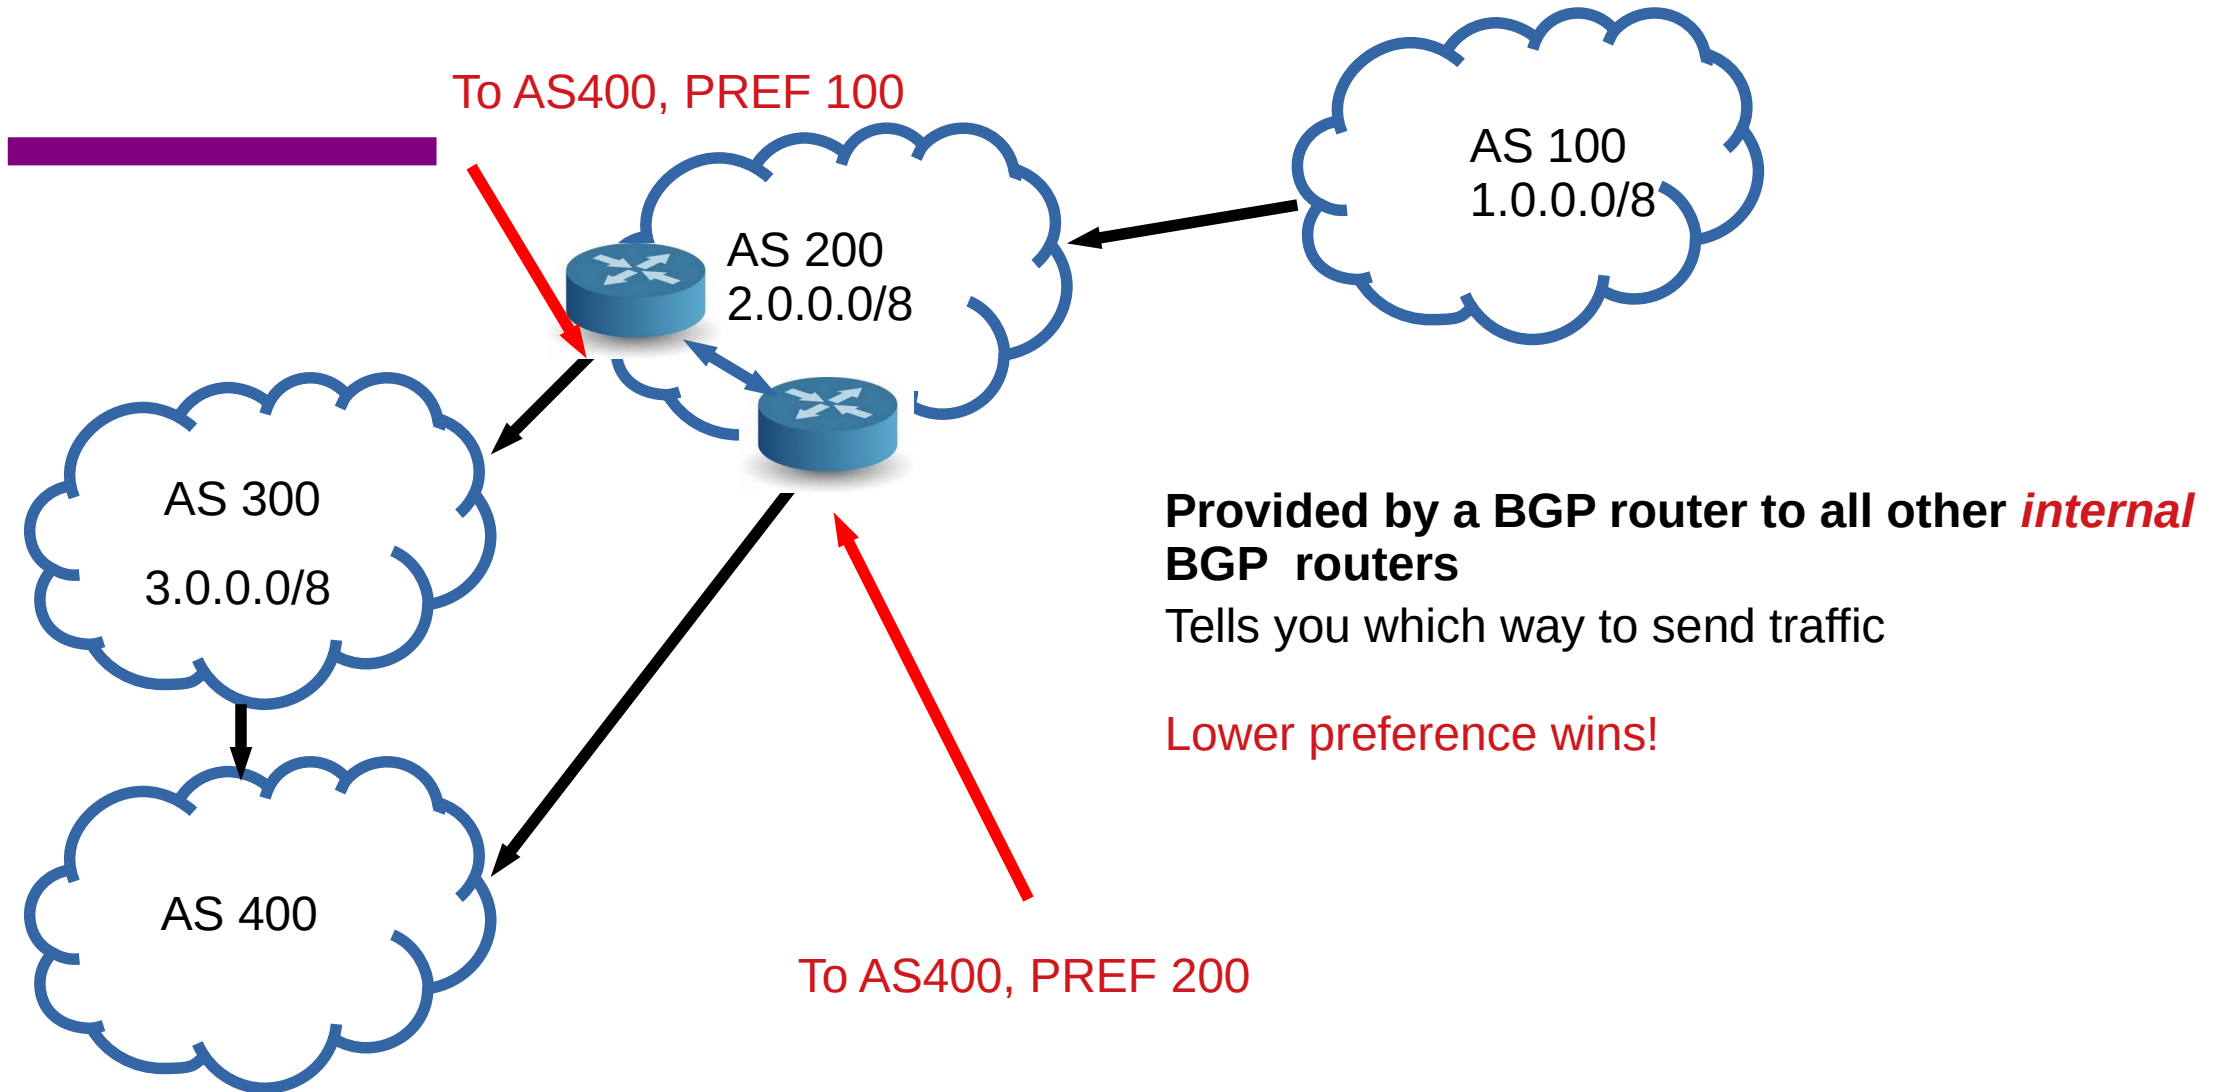 To AS400, PREF 100
AS 100
1.0.0.0/8
AS 200
2.0.0.0/8
AS 300
3.0.0.0/8
Provided by a BGP router to all other internal
BGP routers
Tells you which way to send traffic
Lower preference wins!
AS 400
To AS400, PREF 200